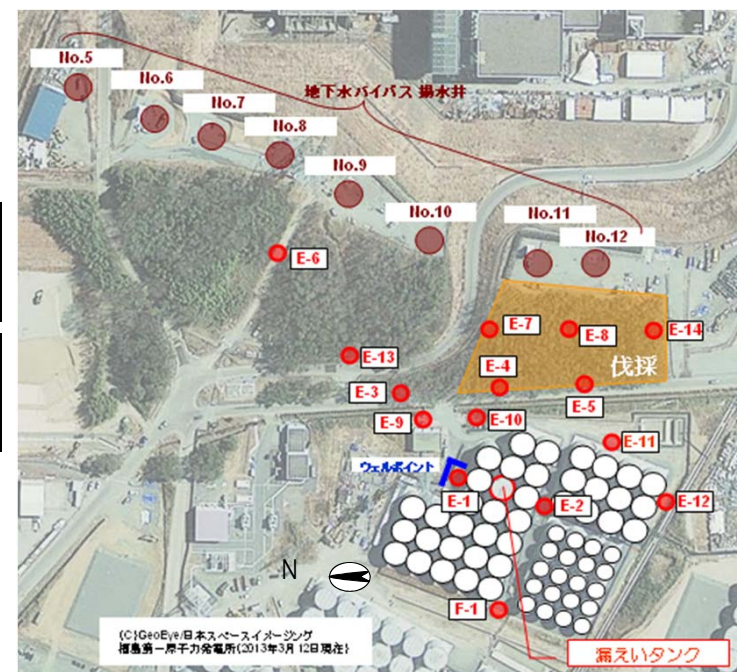 No.5
No.6
No.7
地下水バイパス 揚水井
No.8
No.9
No.10
No.11
No.12
E-6
E-7
E-8
E-14
E-13
伐採
E-4
E-3
E-5
E-9
E-10
E-11
ウェルポイント
E-1
E-2
E-12
N
F-1
(C)GeoEye/日本スペースイメージング
福島第一原子力発電所(2013年3月12日現在)
漏えいタンク